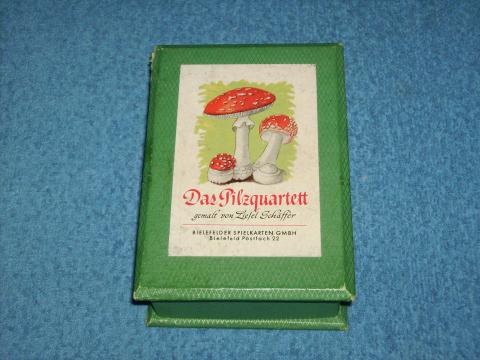 Das Pilzquartett
gemalt von Liesel Schäffer
BIELEFELDER SPIELKARTEN GMBH
Bielefeld Postfach 22